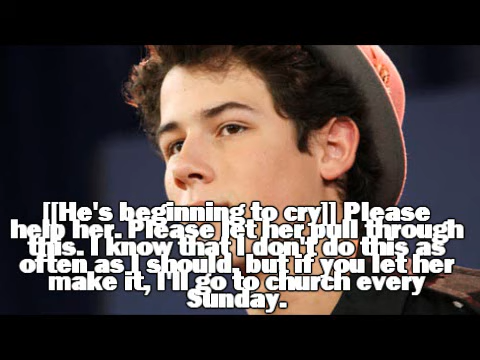 [[He's beginning to cry]] Please
help her. Please let her pull through
this. I know that I don't do this as
often as I should, but if you let her
make it, I'll go to church every
Sunday.